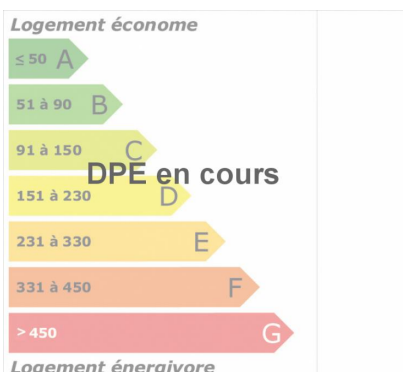 Logement économe
≤ 50 A
51 à 90 B
91 à 150 C
DPE en cours
151 à 230 D
231 à 330 E
331 à 450 F
> 450 G
Logement énergivore